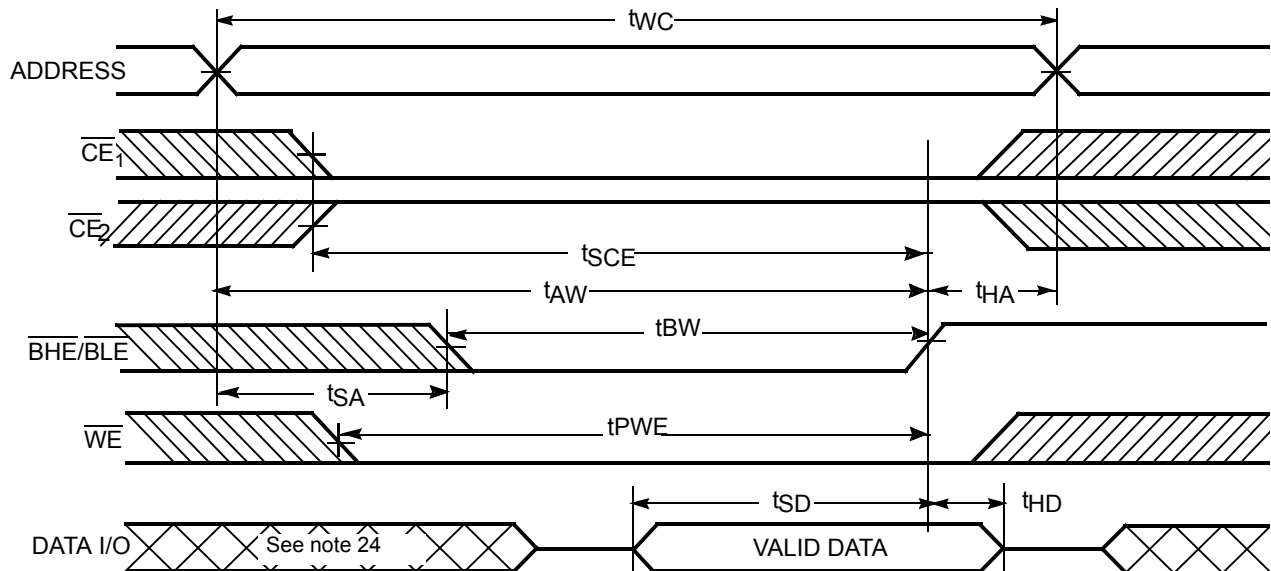 tWC
ADDRESS
CE1
CE2
tSCE
tAW
tHA
BHE/BLE
tBW
tSA
WE
tPWE
tSD
tHD
DATA I/O
See note 24
VALID DATA